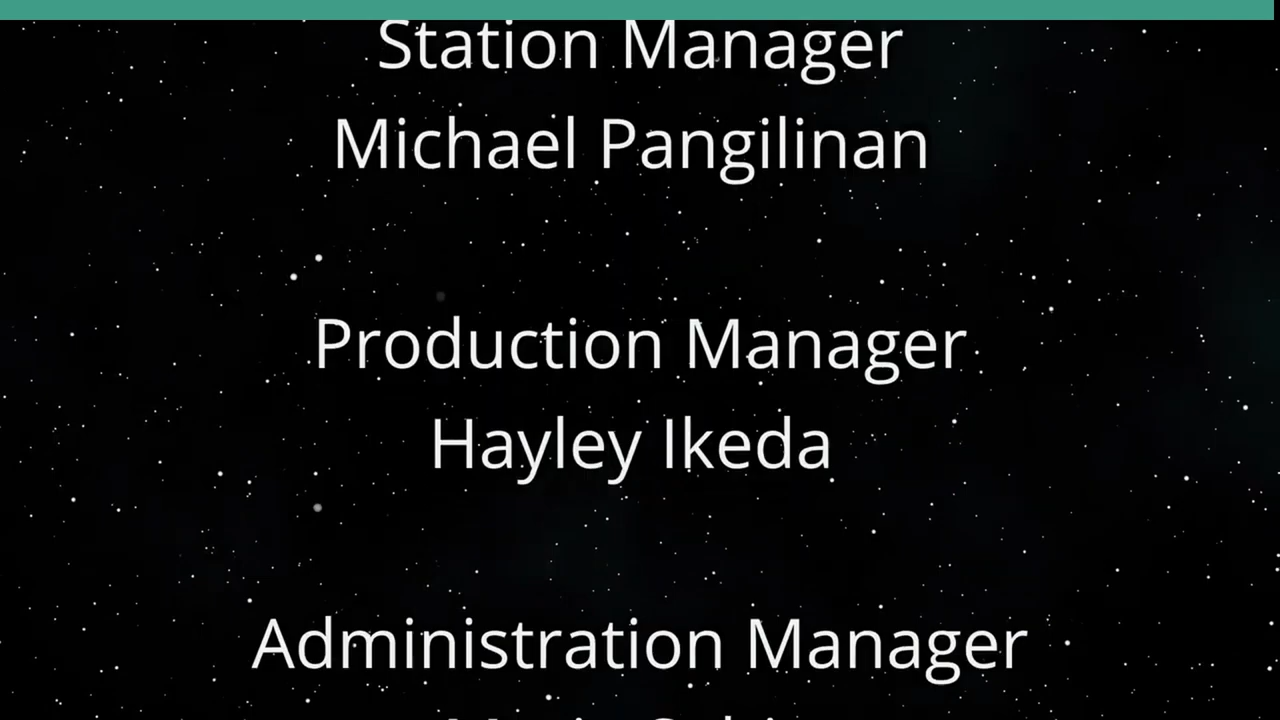 Station Manager
Michael Pangilinan
Production Manager
Hayley Ikeda
Administration Manager